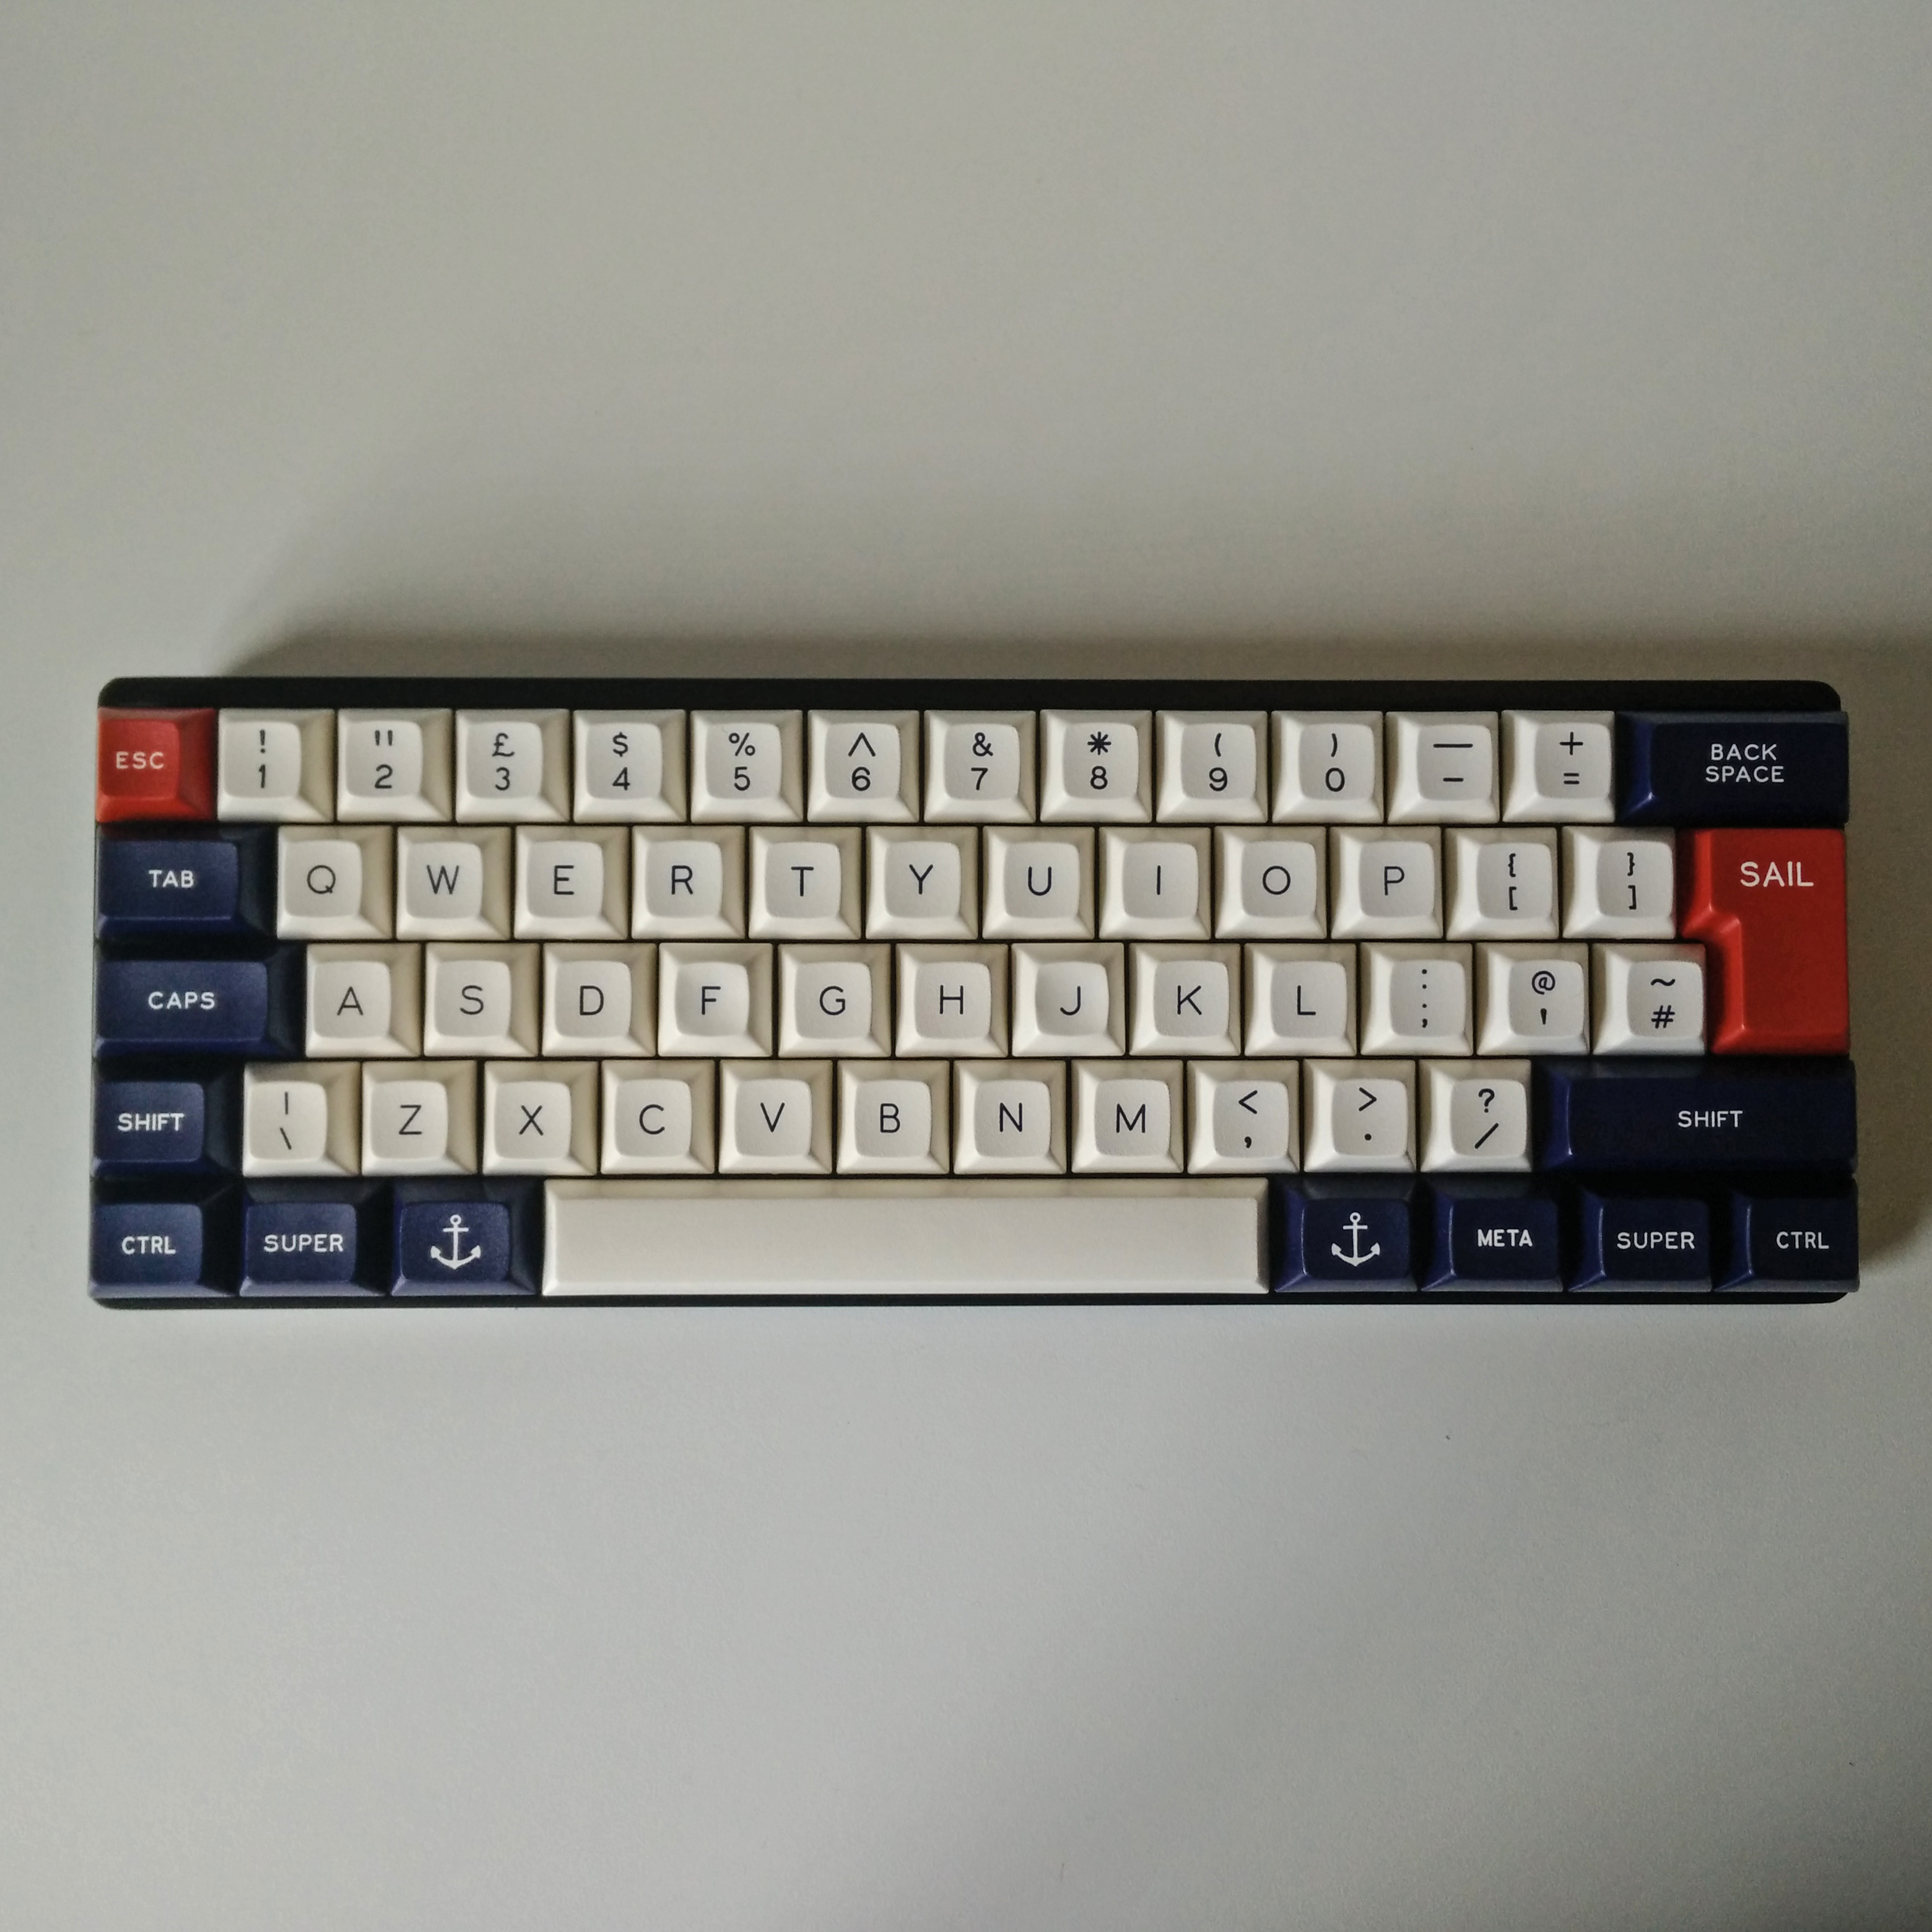 ESC ! " £ $ % ^ & * ( ) — + BACK
1 2 3 4 5 6 7 8 9 0 - = SPACE
TAB Q W E R T Y U I O P { } SAIL
[ ]
CAPS A S D F G H J K L : @ ~
; ' #
SHIFT | Z X C V B N M < > ? SHIFT
\ , . /
CTRL SUPER META SUPER CTRL